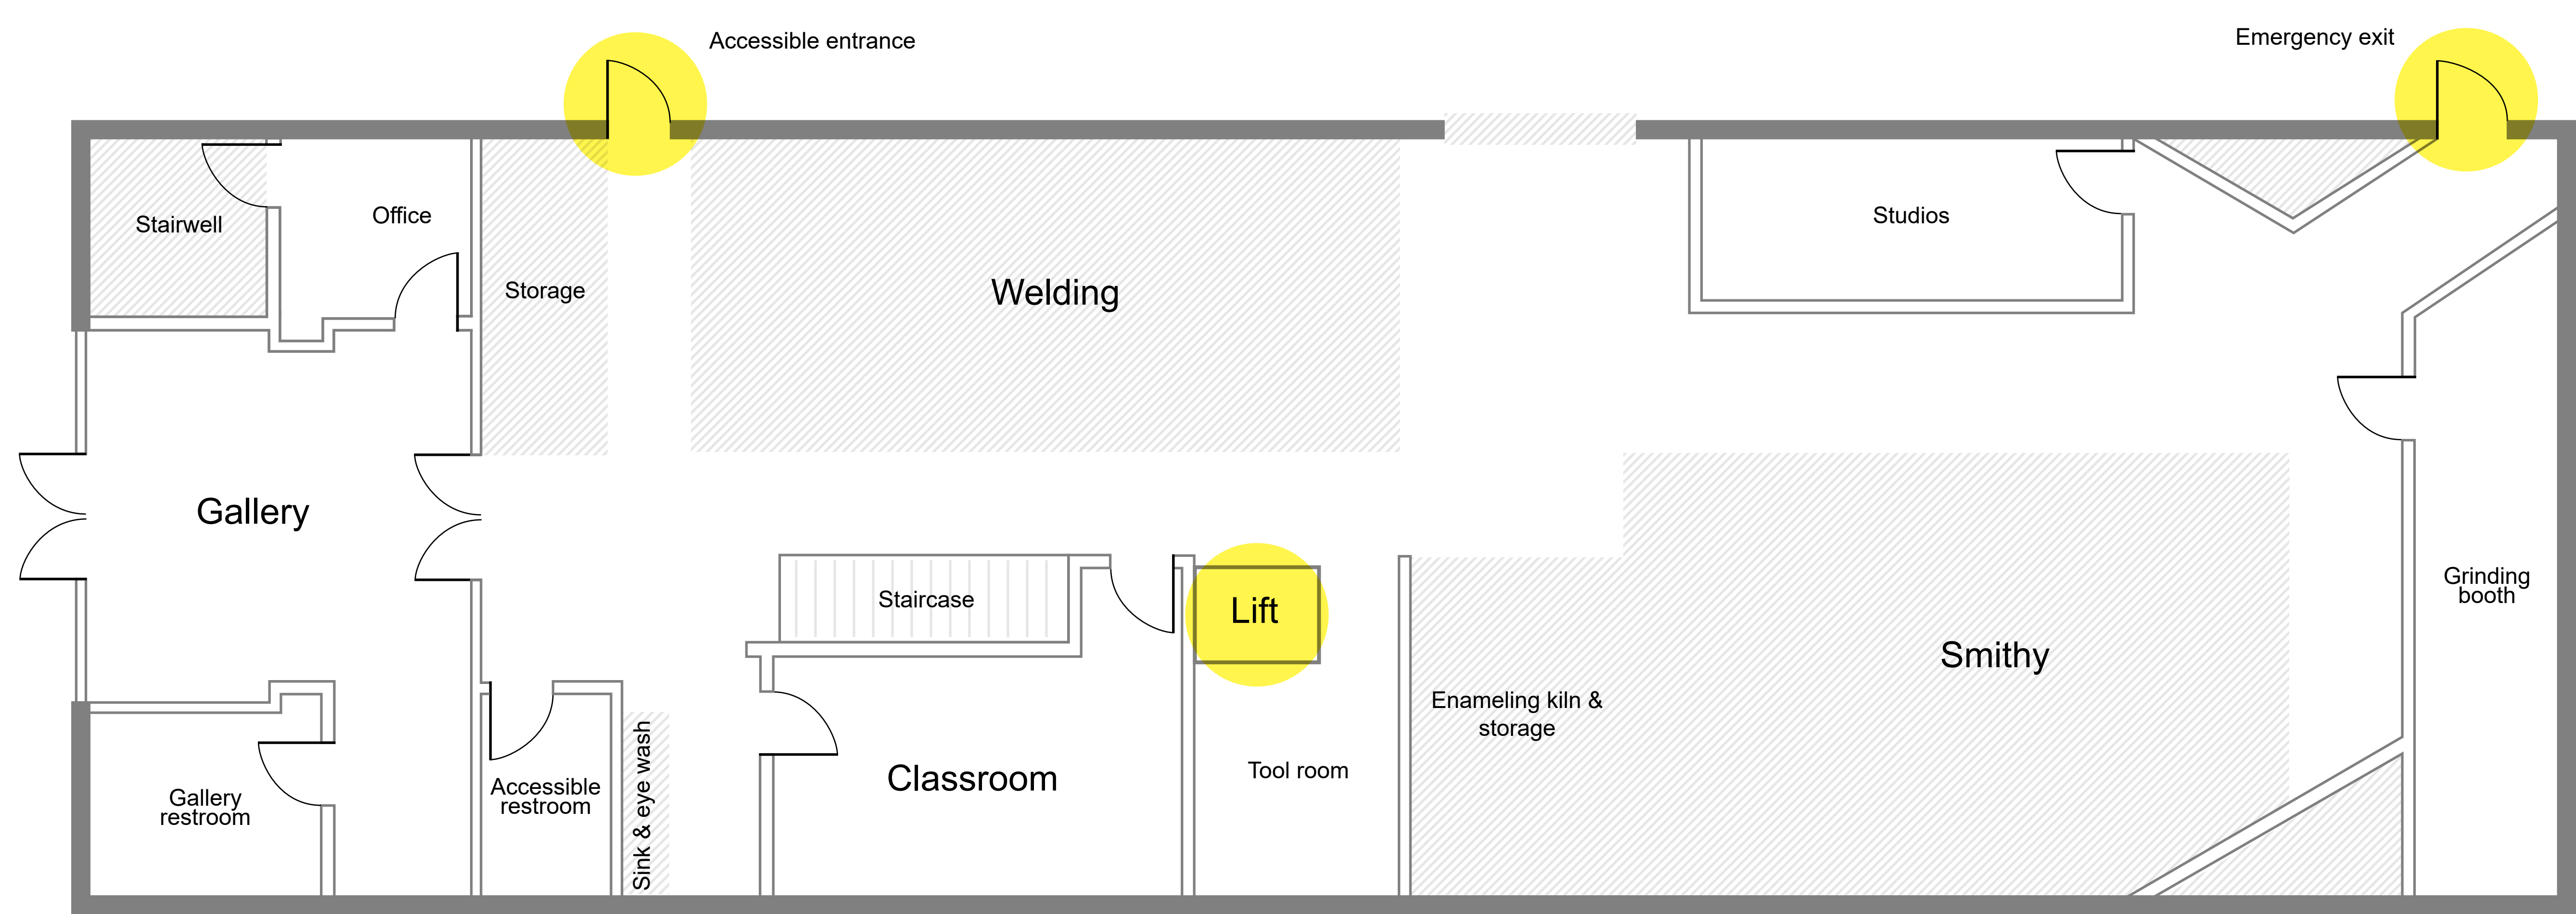 Accessible entrance
Emergency exit
Stairwell
Office
Storage
Welding
Studios
Gallery
Staircase
Lift
Smithy
Grinding
booth
Enameling kiln &
storage
Tool room
Classroom
Sink & eye wash
Accessible
restroom
Gallery
restroom